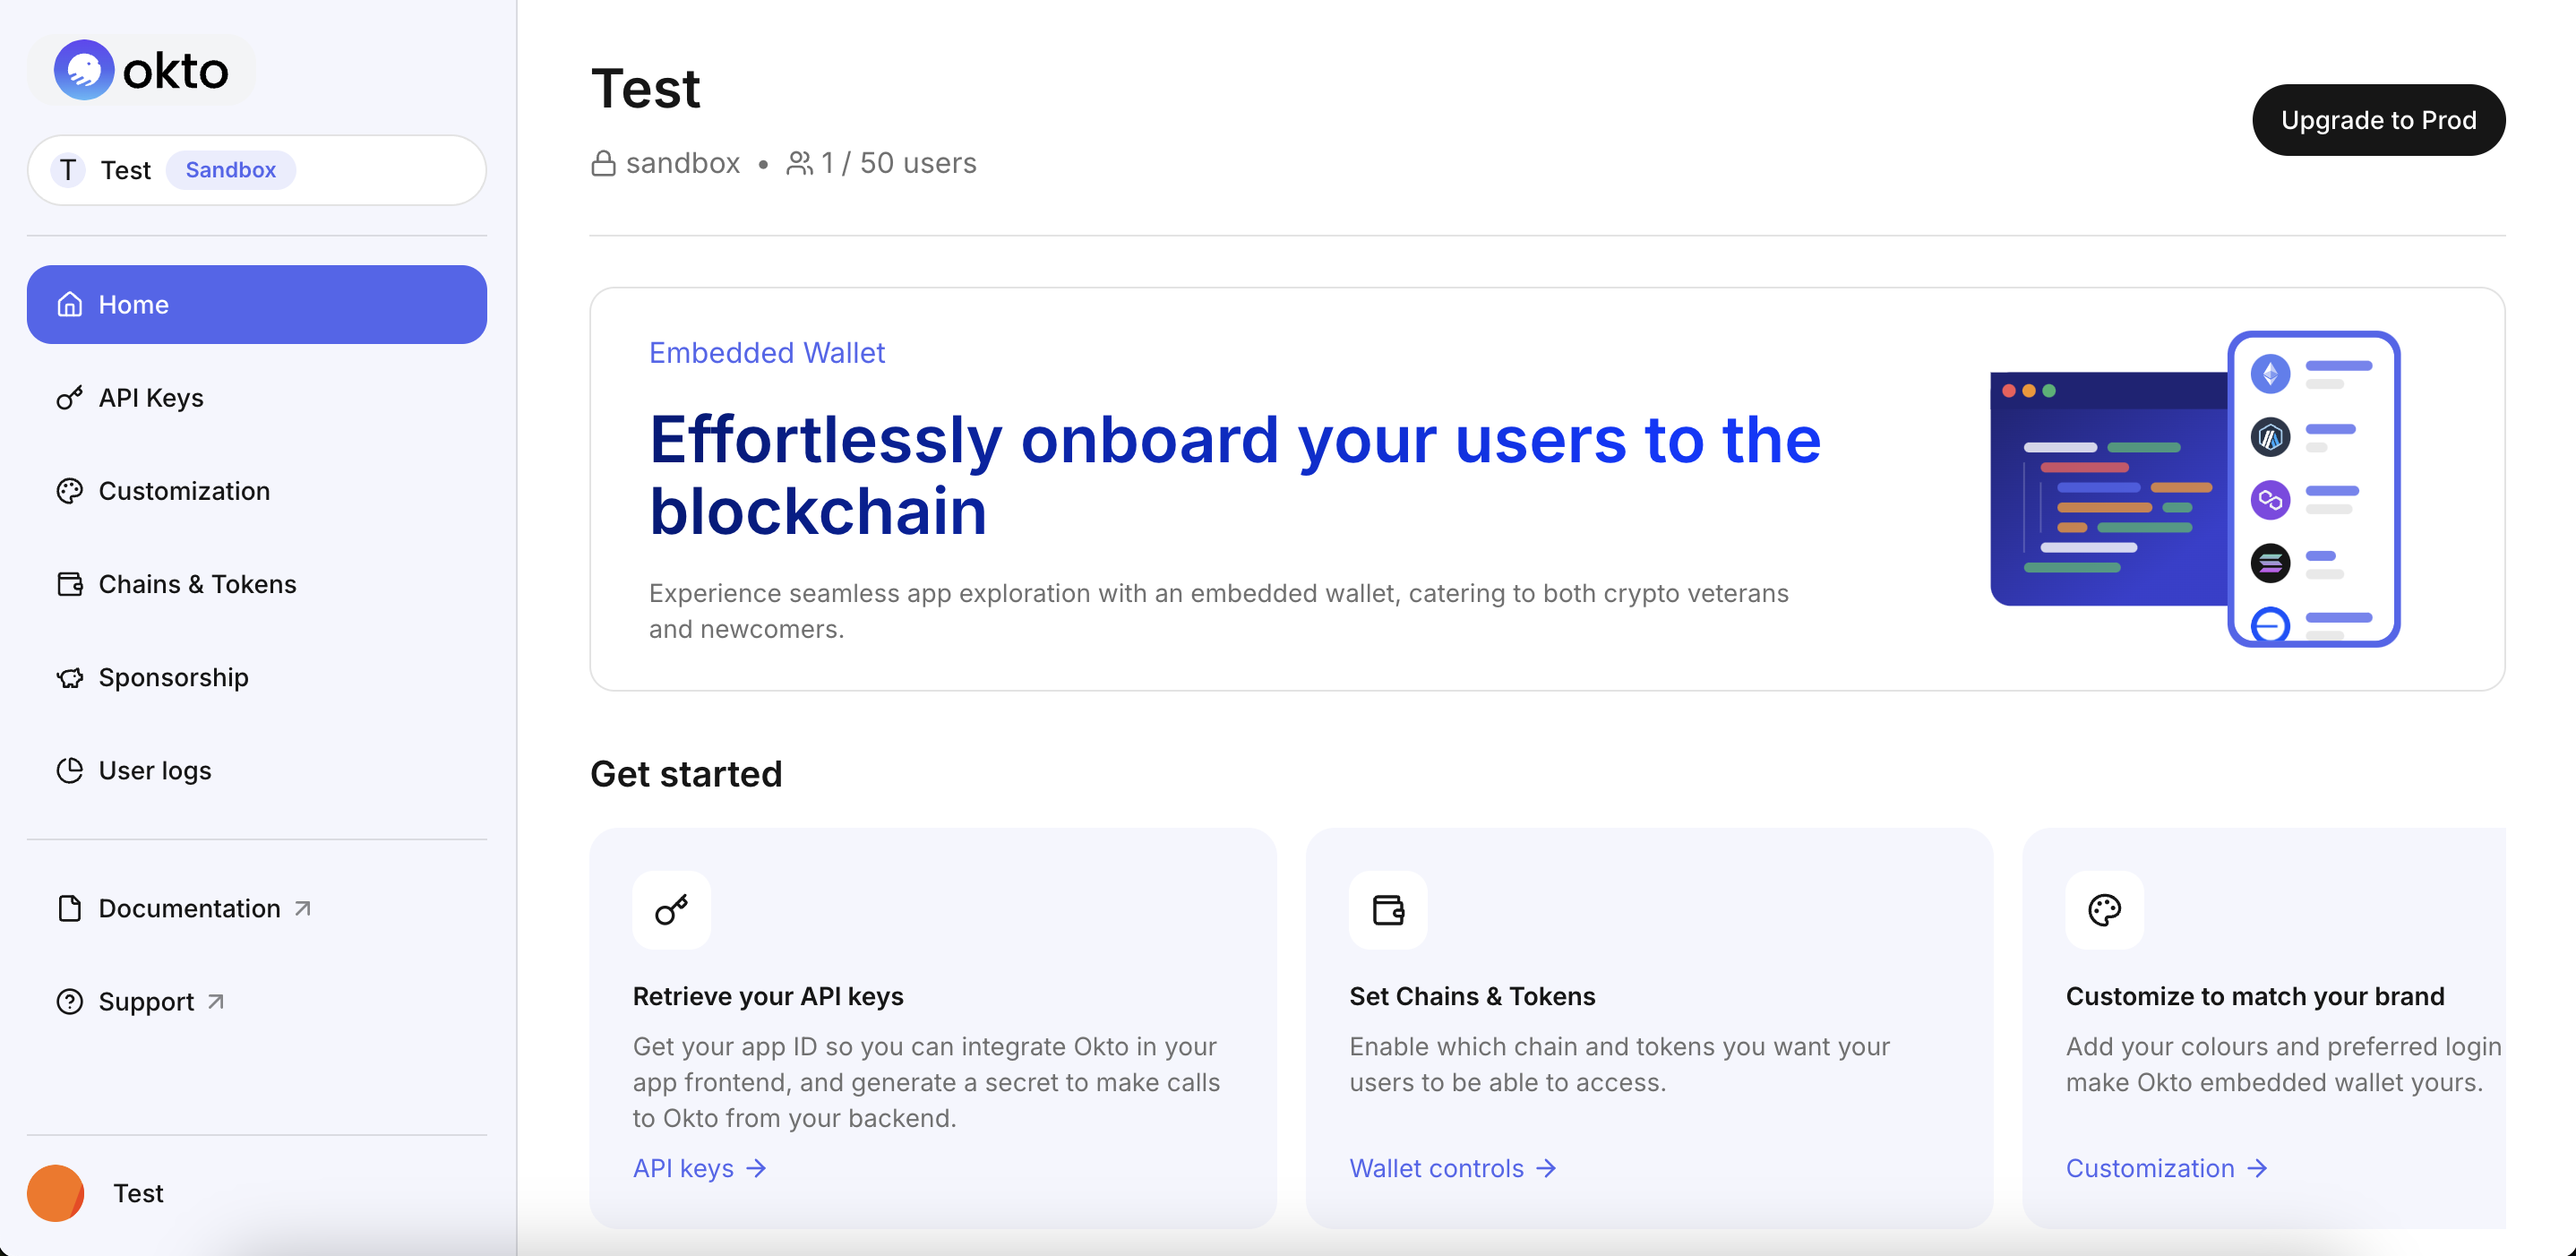 okto
T Test Sandbox
Home
API Keys
Customization
Chains & Tokens
Sponsorship
User logs
Documentation
Support
Test
Test
sandbox • 1 / 50 users
Upgrade to Prod
Embedded Wallet
Effortlessly onboard your users to the
blockchain
Experience seamless app exploration with an embedded wallet, catering to both crypto veterans
and newcomers.
Get started
Retrieve your API keys
Get your app ID so you can integrate Okto in your
app frontend, and generate a secret to make calls
to Okto from your backend.
API keys
Set Chains & Tokens
Enable which chain and tokens you want your
users to be able to access.
Wallet controls
Customize to match your brand
Add your colours and preferred login
make Okto embedded wallet yours.
Customization